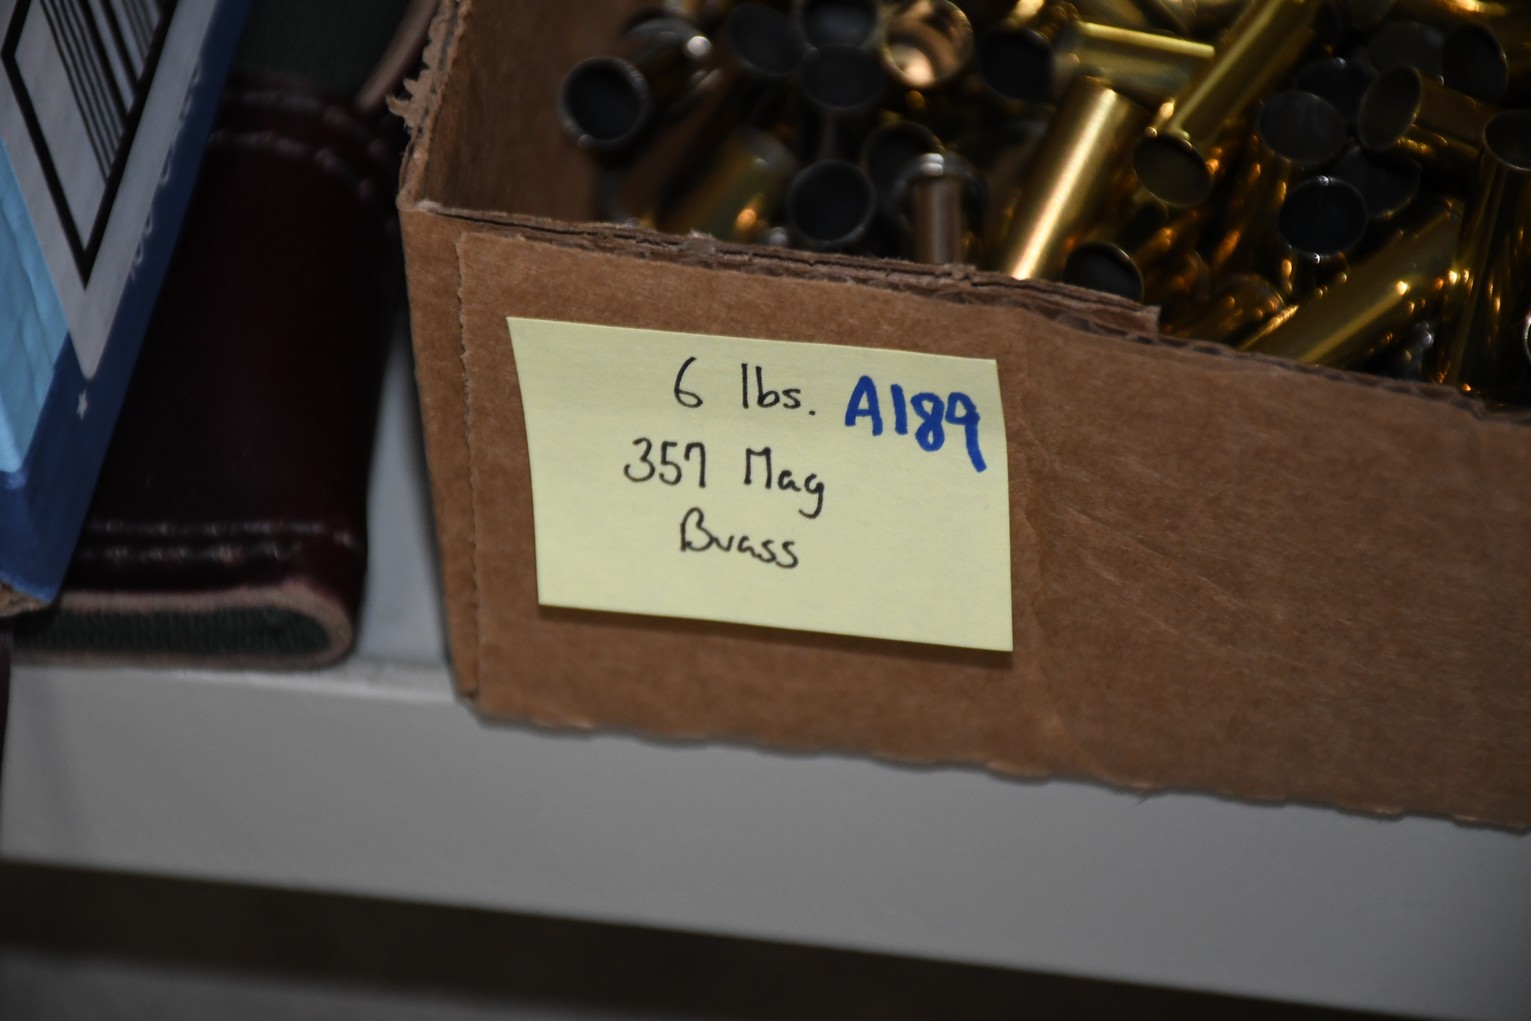 6 lbs. A189
357 Mag
Brass